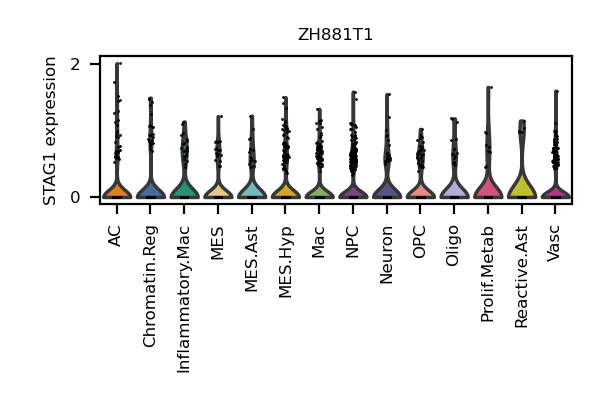 ZH881T1
STAG1 expression
2
0
AC
Chromatin.Reg
Inflammatory.Mac
MES
MES.Ast
MES.Hyp
Mac
NPC
Neuron
OPC
Oligo
Prolif.Metab
Reactive.Ast
Vasc